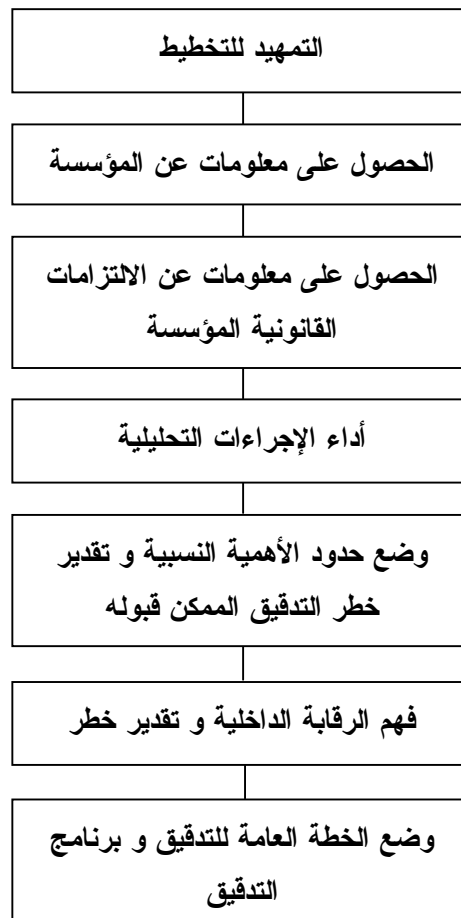 التمهيد للتخطيط
الحصول على معلومات عن المؤسسة
الحصول على معلومات عن الالتزامات
القانونية المؤسسة
أداء الإجراءات التحليلية
وضع حدود الأهمية النسبية و تقدير
خطر التدقيق الممكن قبوله
فهم الرقابة الداخلية و تقدير خطر
وضع الخطة العامة للتدقيق و برنامج
التدقيق